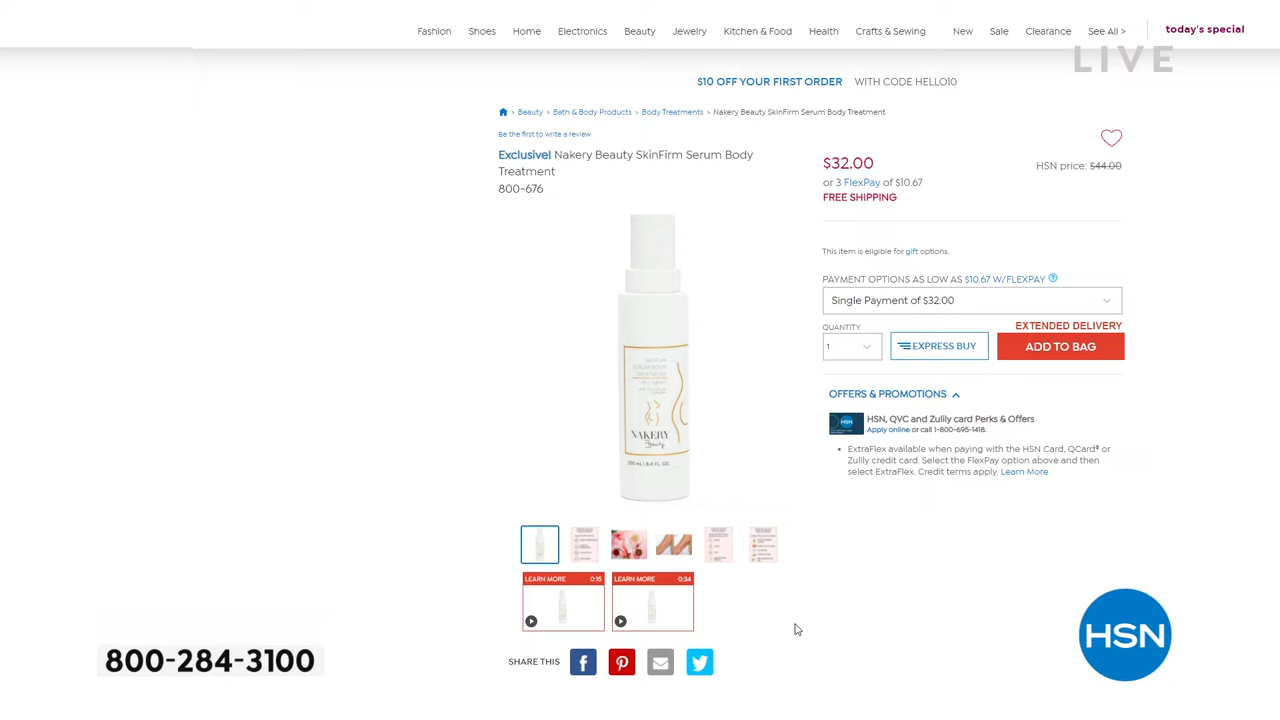 Fashion Shoes Home Electronics Beauty Jewelry Kitchen & Food Health Crafts & Sewing New Sale Clearance See All > today's special
LIVE
$10 OFF YOUR FIRST ORDER WITH CODE HELLO10
> Beauty > Bath & Body Products > Body Treatments > Nakery Beauty SkinFirm Serum Body Treatment
Be the first to write a review
Exclusive! Nakery Beauty SkinFirm Serum Body
Treatment
800-676
$32.00
HSN price: $44.00
or 3 FlexPay of $10.67
FREE SHIPPING
This item is eligible for gift options.
PAYMENT OPTIONS AS LOW AS $10.67 W/FLEXPAY ?
Single Payment of $32.00
EXTENDED DELIVERY
QUANTITY
1
EXPRESS BUY
ADD TO BAG
OFFERS & PROMOTIONS
HSN
HSN, QVC and Zulily card Perks & Offers
Apply online or call 1-800-695-1418.
• ExtraFlex available when paying with the HSN Card, QCard® or
Zulily credit card. Select the FlexPay option above and then
select ExtraFlex. Credit terms apply. Learn More
SkinFirm
SERUM BODY
TREATMENT
NAKERY
Beauty
LEARN MORE 0:16
LEARN MORE 0:34
SHARE THIS
800-284-3100
HSN